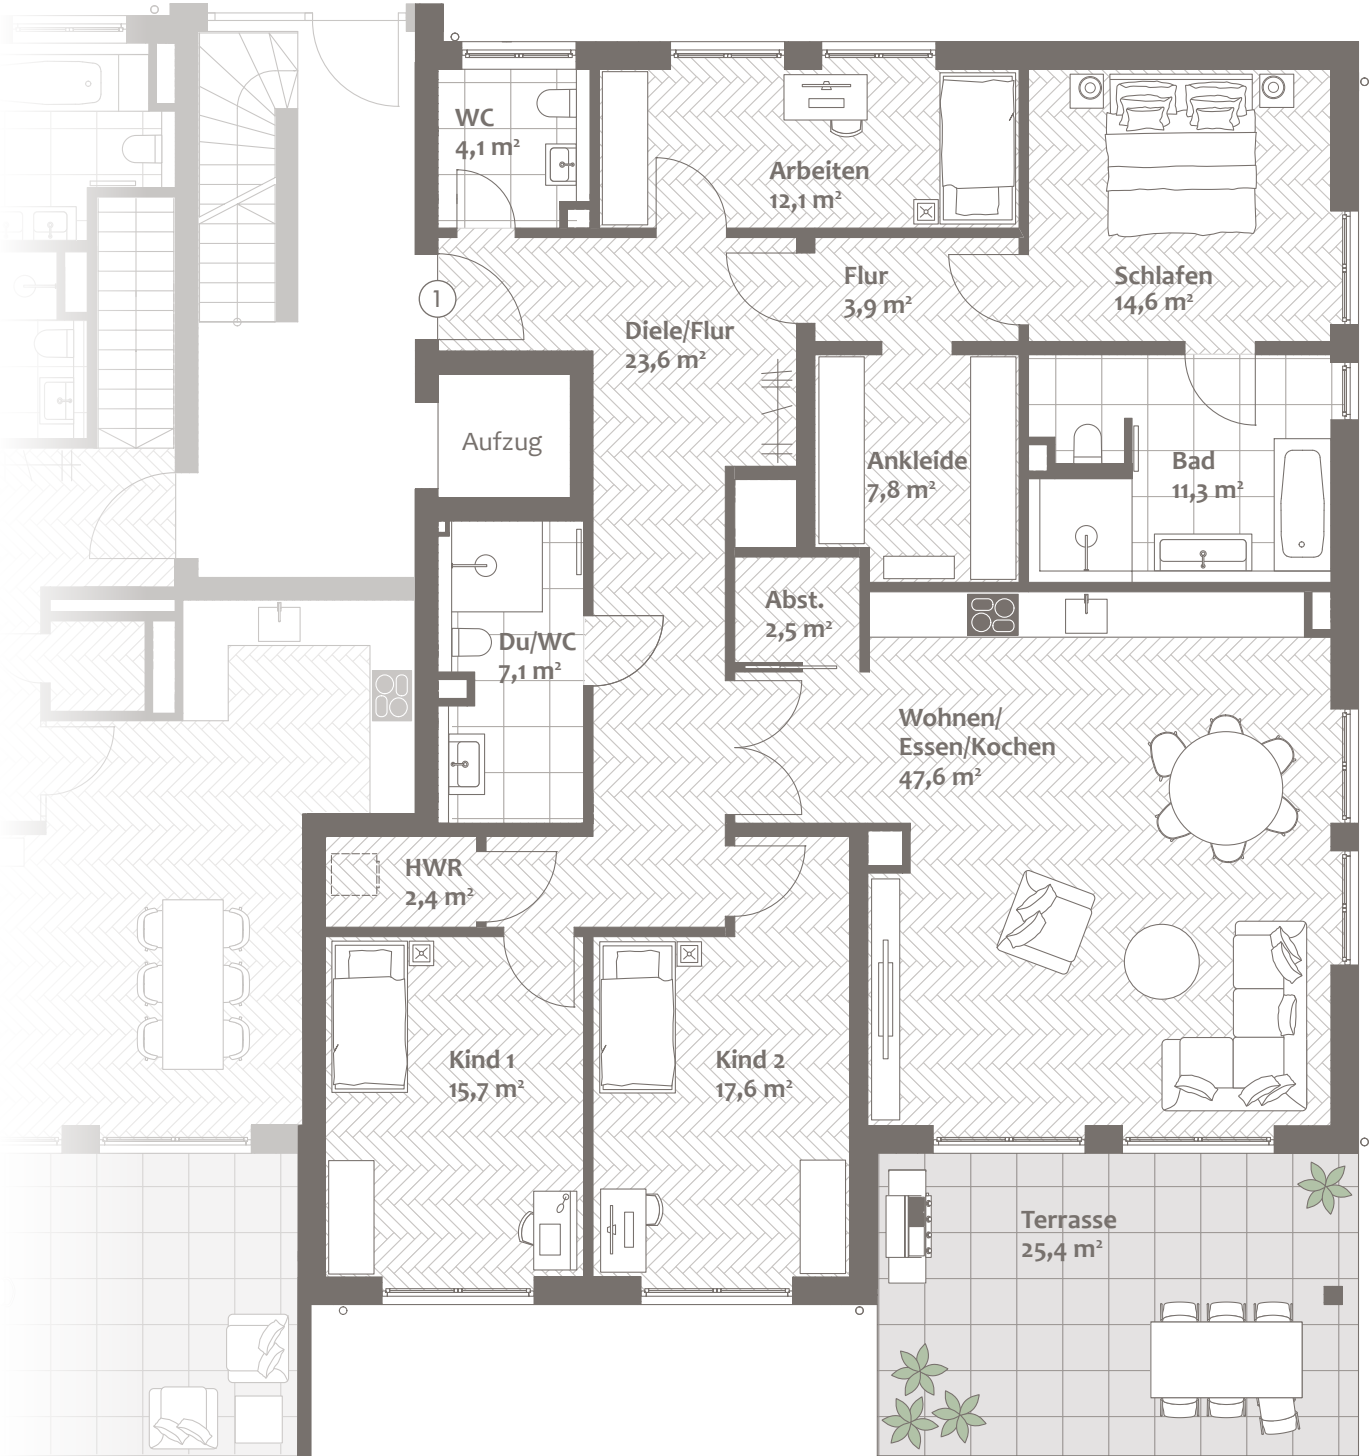 WC
4,1 m²
Arbeiten
12,1 m²
Flur
3,9 m²
Schlafen
14,6 m²
1
Diele/Flur
23,6 m²
Aufzug
Ankleide
7,8 m²
Bad
11,3 m²
Abst.
2,5 m²
Du/WC
7,1 m²
Wohnen/
Essen/Kochen
47,6 m²
HWR
2,4 m²
Kind 1
15,7 m²
Kind 2
17,6 m²
Terrasse
25,4 m²